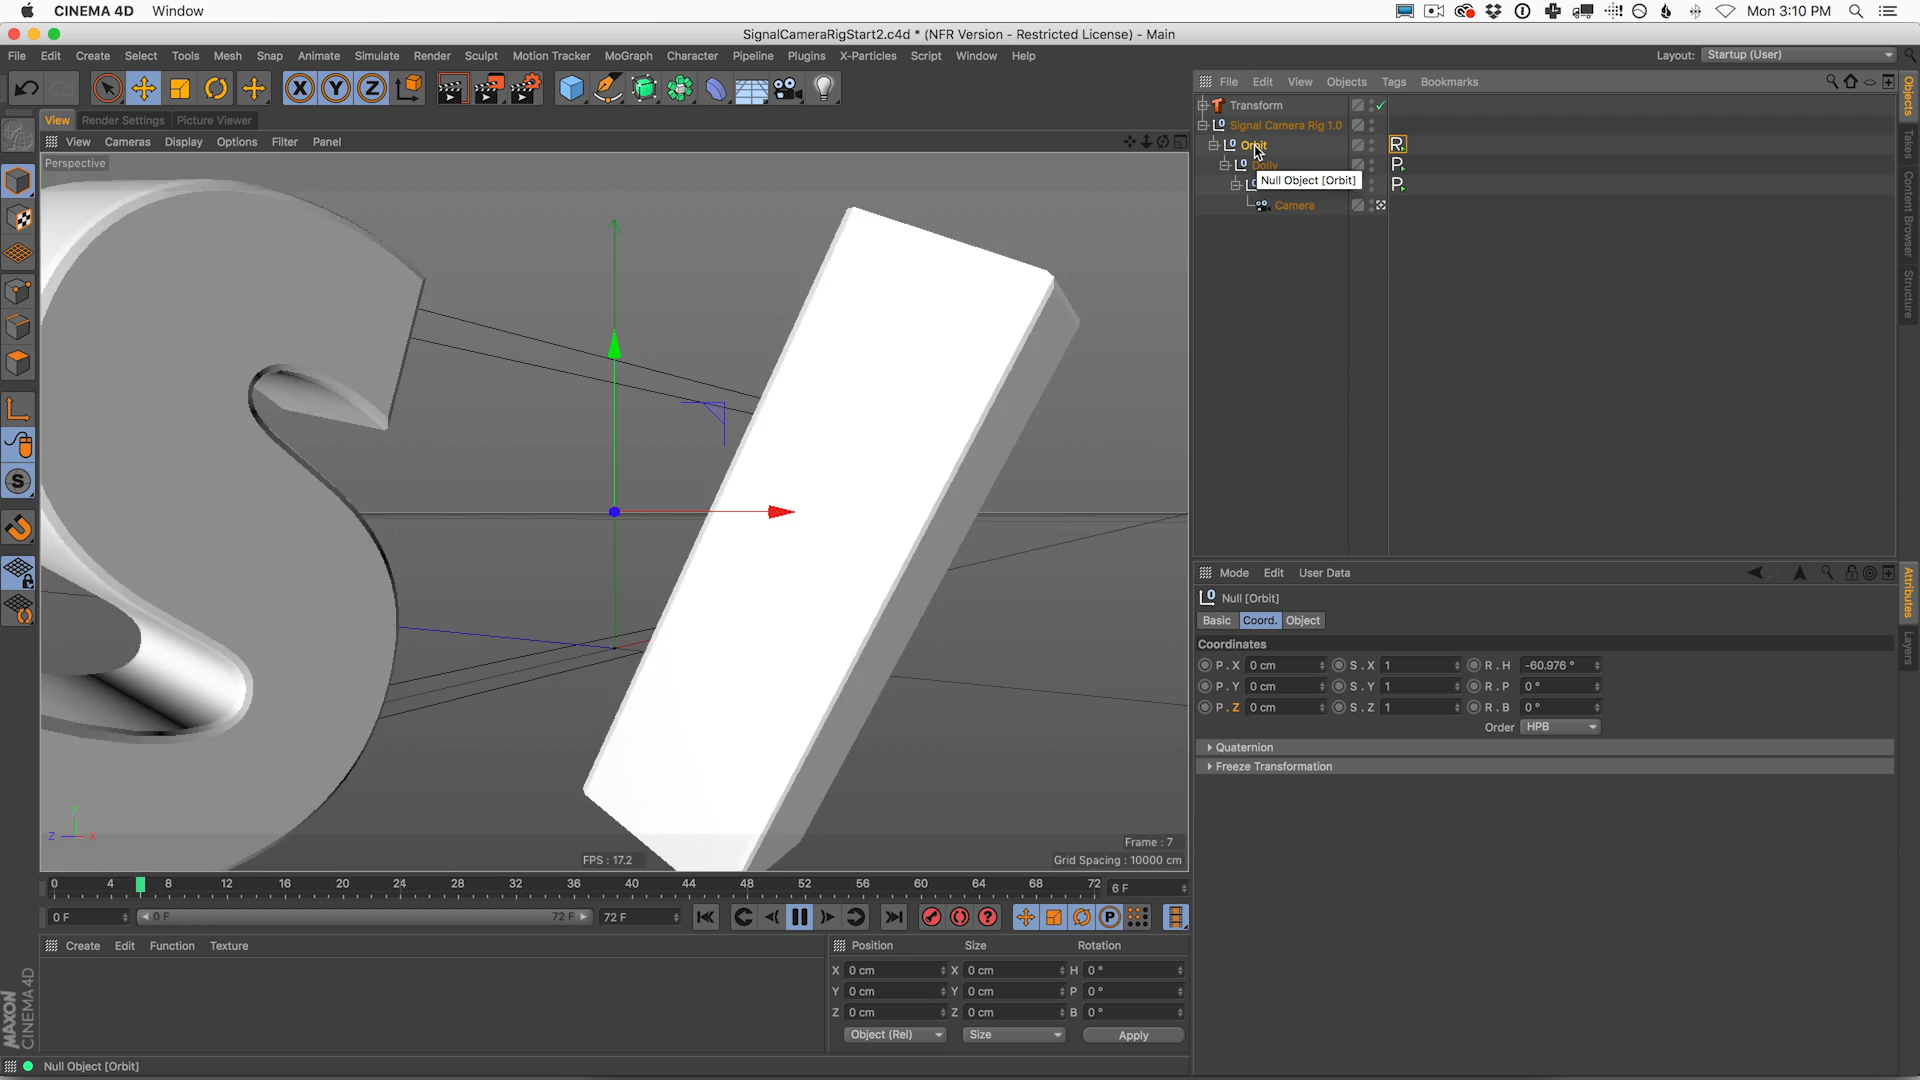 CINEMA 4D Window Mon 3:10 PM
SignalCameraRigStart2.c4d * (NFR Version - Restricted License) - Main
File Edit Create Select Tools Mesh Snap Animate Simulate Render Sculpt Motion Tracker MoGraph Character Pipeline Plugins X-Particles Script Window Help Layout: Startup (User)
X Y Z
File Edit View Objects Tags Bookmarks
View Render Settings Picture Viewer
View Cameras Display Options Filter Panel
Perspective
Transform
Signal Camera Rig 1.0
Orbit
Dolly
Null Object [Orbit]
Camera
R
P
P
Objects
Takes
Content Browser
Structure
Y
Z X
Frame : 7
FPS : 17.2
Grid Spacing : 10000 cm
0 4 8 12 16 20 24 28 32 36 40 44 48 52 56 60 64 68 72 6 F
0 F 0 F 72 F 72 F
Create Edit Function Texture
Position Size Rotation
X 0 cm X 0 cm H 0 °
Y 0 cm Y 0 cm P 0 °
Z 0 cm Z 0 cm B 0 °
Object (Rel) Size Apply
MAXON
CINEMA 4D
Null Object [Orbit]
Mode Edit User Data
Null [Orbit]
Basic Coord. Object
Coordinates
P . X 0 cm S . X 1 R . H -60.976 °
P . Y 0 cm S . Y 1 R . P 0 °
P . Z 0 cm S . Z 1 R . B 0 °
Order HPB
Quaternion
Freeze Transformation
Attributes
Layers